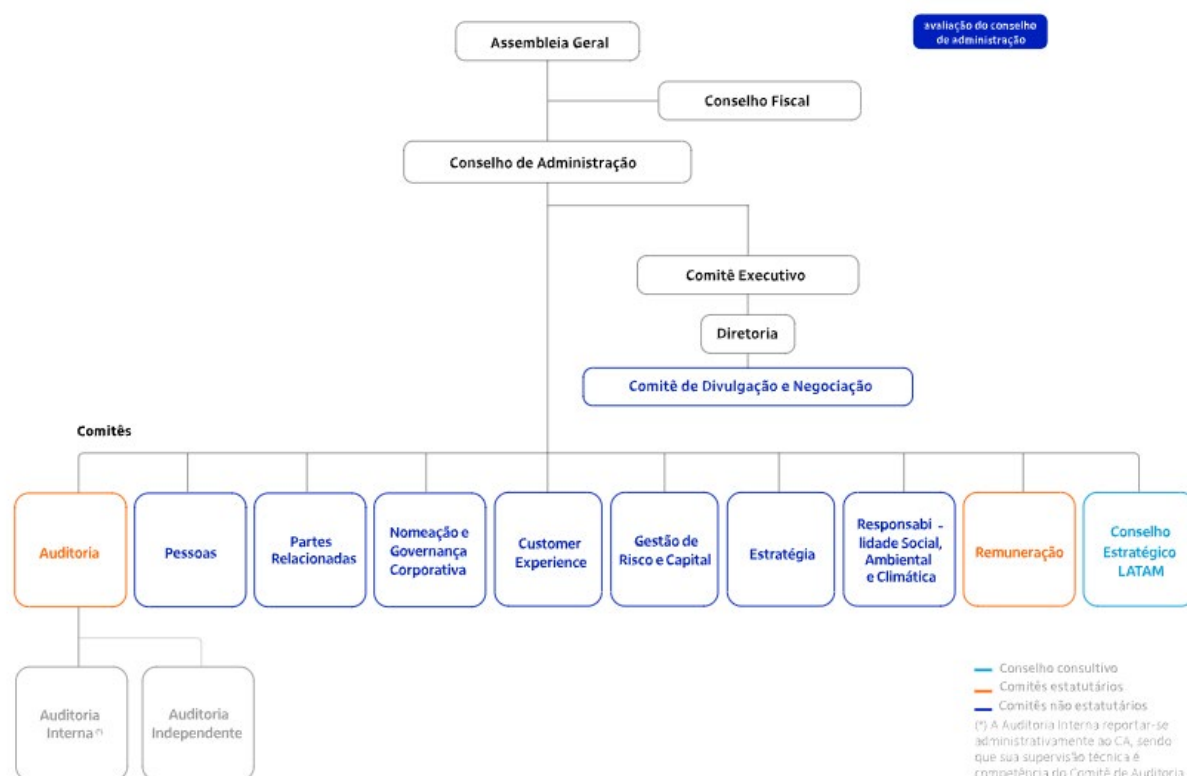 Assembleia Geral
avaliação do conselho
de administração
Conselho Fiscal
Conselho de Administração
Comitê Executivo
Diretoria
Comitê de Divulgação e Negociação
Comitês
Auditoria
Pessoas
Partes
Relacionadas
Nomeação e
Governança
Corporativa
Customer
Experience
Gestão de
Risco e Capital
Estratégia
Responsabi -
lidade Social,
Ambiental
e Climática
Remuneração
Conselho
Estratégico
LATAM
Auditoria
Interna(*)
Auditoria
Independente
Conselho consultivo
Comitês estatutários
Comitês não estatutários
(*) A Auditoria Interna reportar-se
administrativamente ao CA, sendo
que sua supervisão técnica é
competência do Comitê de Auditoria